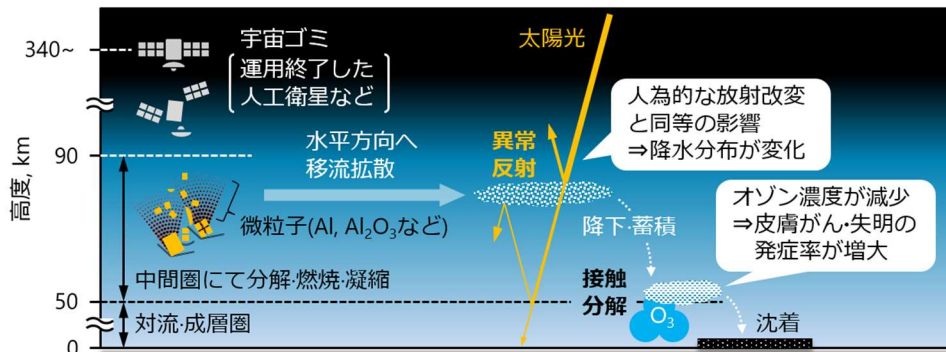 高度, km
340~
90
50
0
宇宙ゴミ
運用終了した
人工衛星など
水平方向へ
移流拡散
微粒子(Al, Al₂O₃など)
中間圏にて分解・燃焼・凝縮
対流・成層圏
太陽光
異常
反射
人為的な放射改変
と同等の影響
⇒降水分布が変化
降下・蓄積
オゾン濃度が減少
⇒皮膚がん・失明の
発症率が増大
接触
分解
O₃
沈着